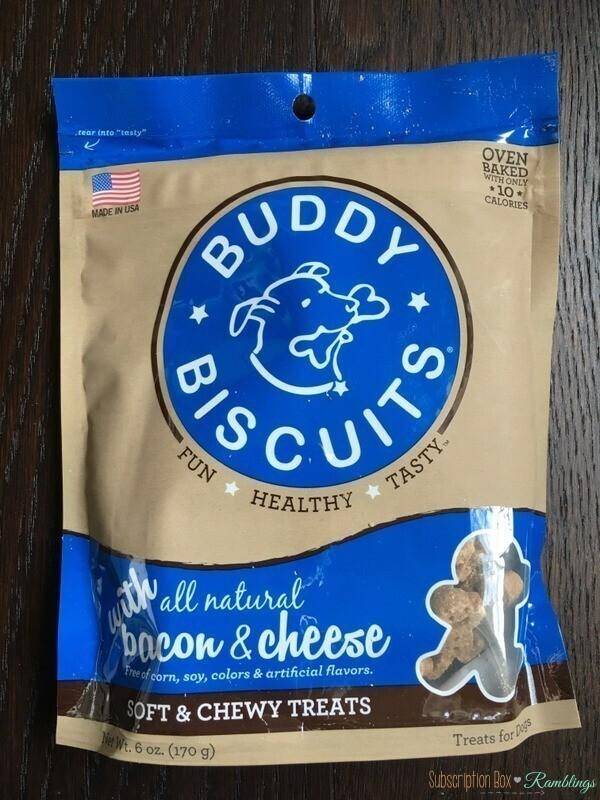 tear into "tasty"
MADE IN USA
OVEN
BAKED
WITH ONLY
★ 10 ★
CALORIES
BUDDY
BISCUITS®
FUN ★ HEALTHY ★ TASTY™
with all natural
bacon & cheese
Free of corn, soy, colors & artificial flavors.
SOFT & CHEWY TREATS
Net Wt. 6 oz. (170 g)
Treats for Dogs
Subscription Box ♥ Ramblings